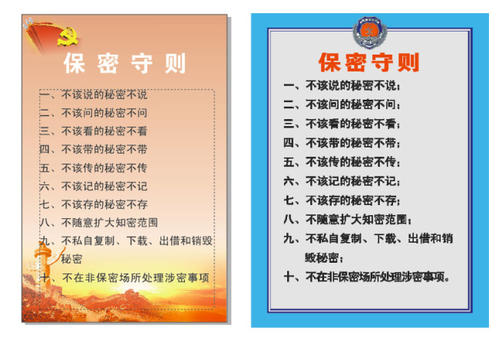 保密守则
一、不该说的秘密不说
二、不该问的秘密不问
三、不该看的秘密不看
四、不该带的秘密不带
五、不该传的秘密不传
六、不该记的秘密不记
七、不该存的秘密不存
八、不随意扩大知密范围
九、不私自复制、下载、出借和销毁
秘密
十、不在非保密场所处理涉密事项
保密守则
一、不该说的秘密不说；
二、不该问的秘密不问；
三、不该看的秘密不看；
四、不该带的秘密不带；
五、不该传的秘密不传；
六、不该记的秘密不记；
七、不该存的秘密不存；
八、不随意扩大知密范围；
九、不私自复制、下载、出借和销
毁秘密；
十、不在非保密场所处理涉密事项。